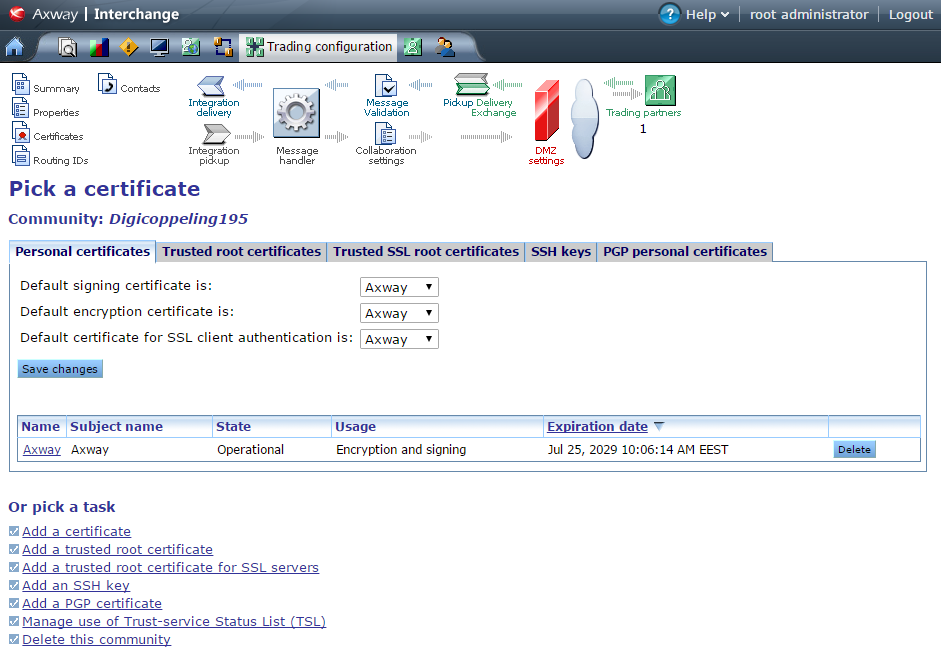 Axway | Interchange
? Help
root administrator
Logout
Trading configuration
Summary
Properties
Certificates
Routing IDs
Contacts
Integration
delivery
Integration
pickup
Message
handler
Message
Validation
Collaboration
settings
Pickup Delivery
Exchange
DMZ
settings
Trading partners
1
Pick a certificate
Community: Digicoppeling195
Personal certificates
Trusted root certificates
Trusted SSL root certificates
SSH keys
PGP personal certificates
Default signing certificate is: Axway
Default encryption certificate is: Axway
Default certificate for SSL client authentication is: Axway
Save changes
Name Subject name State Usage Expiration date
Axway Axway Operational Encryption and signing Jul 25, 2029 10:06:14 AM EEST Delete
Or pick a task
Add a certificate
Add a trusted root certificate
Add a trusted root certificate for SSL servers
Add an SSH key
Add a PGP certificate
Manage use of Trust-service Status List (TSL)
Delete this community